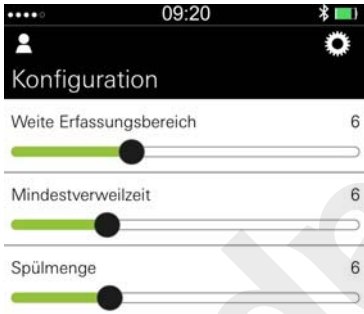 09:20
Konfiguration
Weite Erfassungsbereich 6
Mindestverweilzeit 6
Spülmenge 6